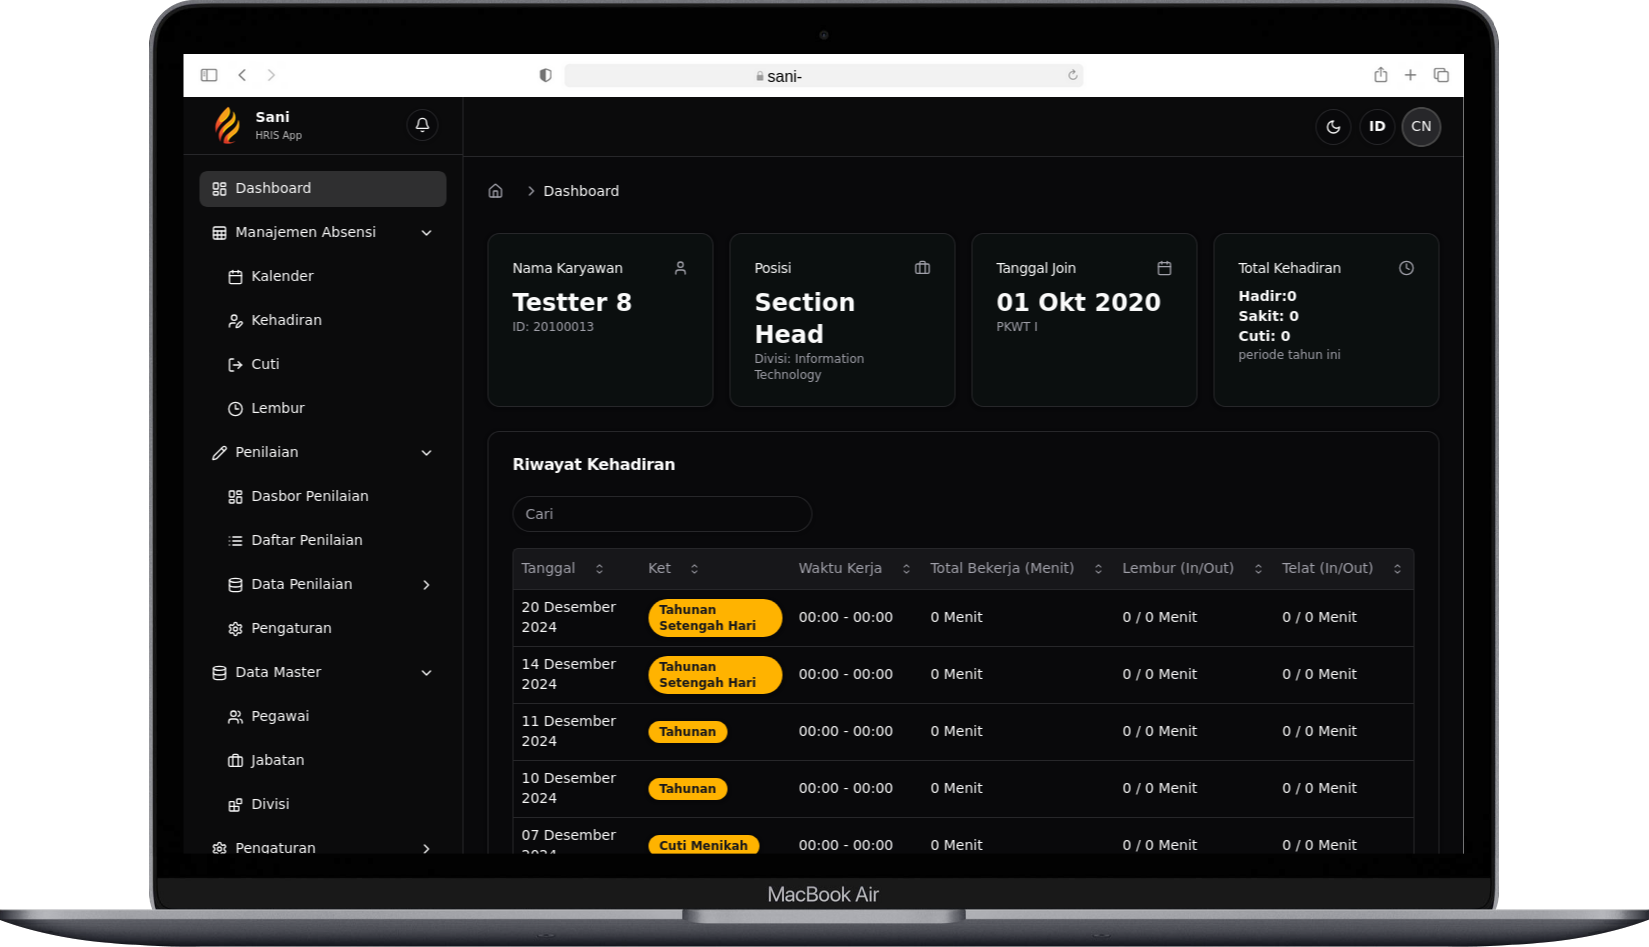 sani-
Sani
HRIS App
ID
CN
Dashboard
Manajemen Absensi
Kalender
Kehadiran
Cuti
Lembur
Penilaian
Dasbor Penilaian
Daftar Penilaian
Data Penilaian
Pengaturan
Data Master
Pegawai
Jabatan
Divisi
Pengaturan
Dashboard
Nama Karyawan
Testter 8
ID: 20100013
Posisi
Section
Head
Divisi: Information
Technology
Tanggal Join
01 Okt 2020
PKWT I
Total Kehadiran
Hadir:0
Sakit: 0
Cuti: 0
periode tahun ini
Riwayat Kehadiran
Cari
Tanggal Ket Waktu Kerja Total Bekerja (Menit) Lembur (In/Out) Telat (In/Out)
20 Desember
2024
Tahunan
Setengah Hari
00:00 - 00:00 0 Menit 0 / 0 Menit 0 / 0 Menit
14 Desember
2024
Tahunan
Setengah Hari
00:00 - 00:00 0 Menit 0 / 0 Menit 0 / 0 Menit
11 Desember
2024
Tahunan
00:00 - 00:00 0 Menit 0 / 0 Menit 0 / 0 Menit
10 Desember
2024
Tahunan
00:00 - 00:00 0 Menit 0 / 0 Menit 0 / 0 Menit
07 Desember
2024
Cuti Menikah
00:00 - 00:00 0 Menit 0 / 0 Menit 0 / 0 Menit
MacBook Air